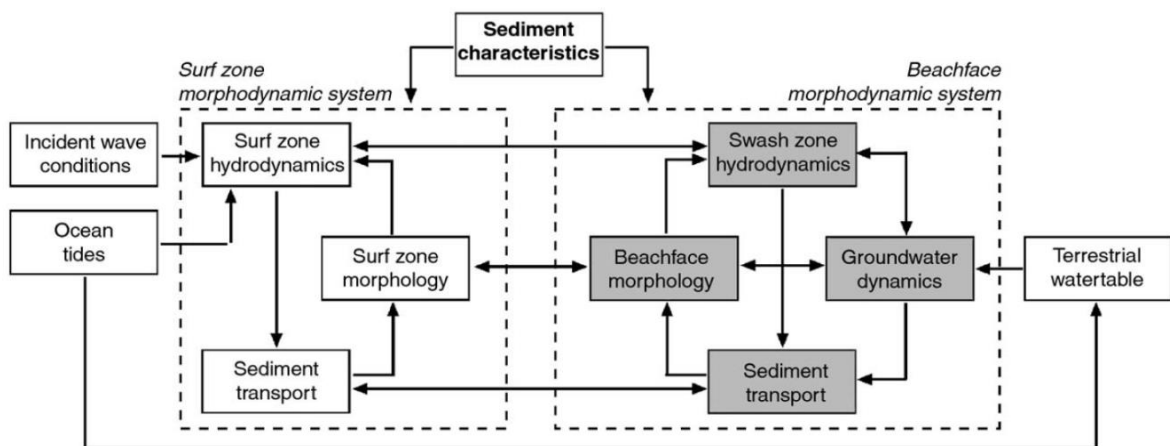 Sediment
characteristics
Surf zone
morphodynamic system
Beachface
morphodynamic system
Incident wave
conditions
Surf zone
hydrodynamics
Swash zone
hydrodynamics
Ocean
tides
Surf zone
morphology
Beachface
morphology
Groundwater
dynamics
Terrestrial
watertable
Sediment
transport
Sediment
transport